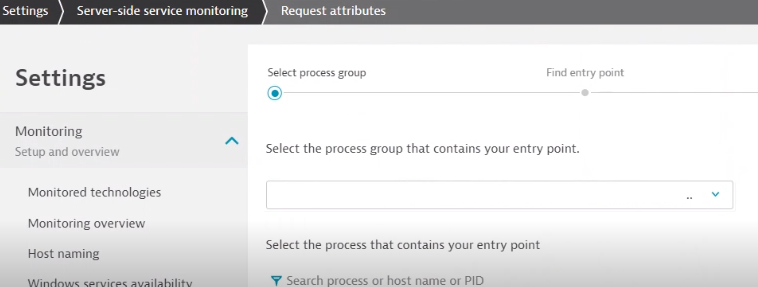 Settings
Server-side service monitoring
Request attributes
Settings
Monitoring
Setup and overview
Monitored technologies
Monitoring overview
Host naming
Windows services availability
Select process group
Find entry point
Select the process group that contains your entry point.
..
Select the process that contains your entry point
Search process or host name or PID